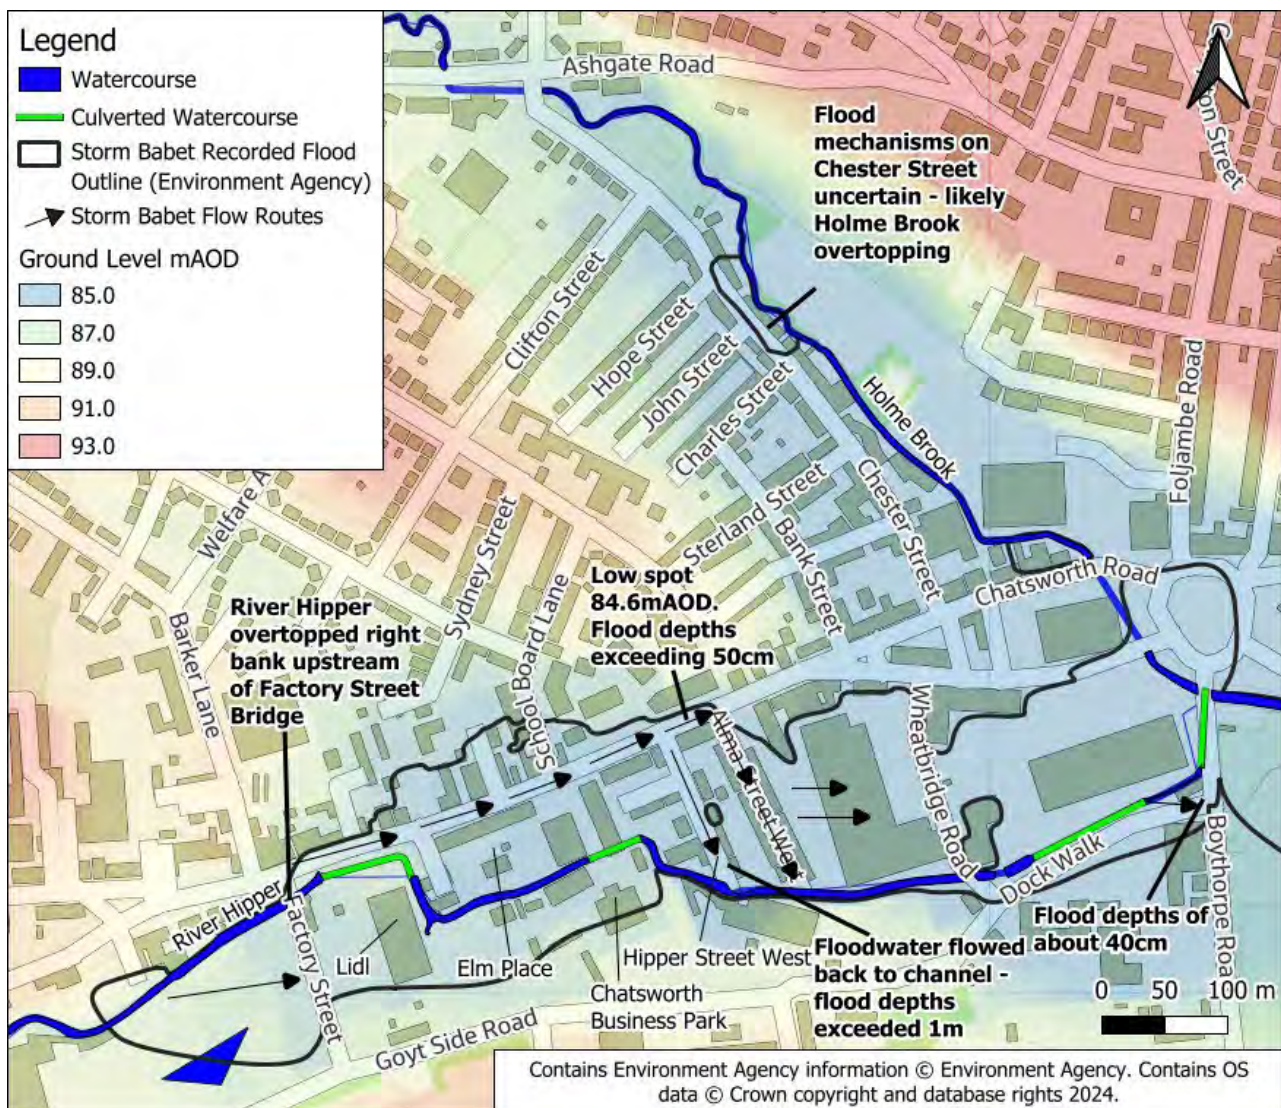 Legend
Watercourse
Culverted Watercourse
Storm Babet Recorded Flood
Outline (Environment Agency)
Storm Babet Flow Routes
Ground Level mAOD
85.0
87.0
89.0
91.0
93.0
Ashgate Road
ton Street
Flood
mechanisms on
Chester Street
uncertain - likely
Holme Brook
overtopping
Clifton Street
Hope Street
John Street
Charles Street
Holme Brook
Foljambe Road
Chester Street
Sterland Street
Bank Street
Welfare A
Sydney Street
School Board Lane
Barker Lane
Chatsworth Road
Low spot
84.6mAOD.
Flood depths
exceeding 50cm
River Hipper
overtopped right
bank upstream
of Factory Street
Bridge
Alma Street West
Wheatbridge Road
Dock Walk
Boythorpe Road
River Hipper
Factory Street
Lidl
Elm Place
Hipper Street West
Chatsworth
Business Park
Goyt Side Road
Floodwater flowed
back to channel -
flood depths
exceeded 1m
Flood depths of
about 40cm
0 50 100 m
Contains Environment Agency information © Environment Agency. Contains OS
data © Crown copyright and database rights 2024.